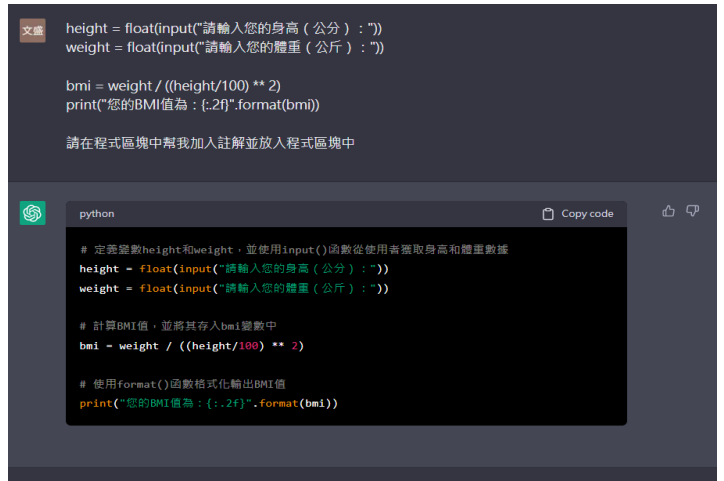 文盛
height = float(input("請輸入您的身高（公分）："))
weight = float(input("請輸入您的體重（公斤）："))
bmi = weight / ((height/100) ** 2)
print("您的BMI值為：{:.2f}".format(bmi))
請在程式區塊中幫我加入註解並放入程式區塊中
python
Copy code
# 定義變數height和weight，並使用input()函數從使用者獲取身高和體重數據
height = float(input("請輸入您的身高（公分）："))
weight = float(input("請輸入您的體重（公斤）："))
# 計算BMI值，並將其存入bmi變數中
bmi = weight / ((height/100) ** 2)
# 使用format()函數格式化輸出BMI值
print("您的BMI值為：{:.2f}".format(bmi))